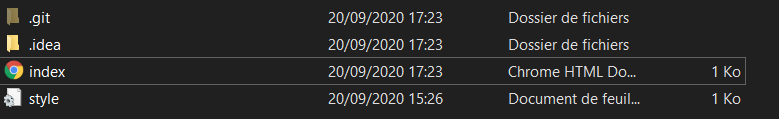 .git 20/09/2020 17:23 Dossier de fichiers
.idea 20/09/2020 17:23 Dossier de fichiers
index 20/09/2020 17:23 Chrome HTML Do... 1 Ko
style 20/09/2020 15:26 Document de feuil... 1 Ko